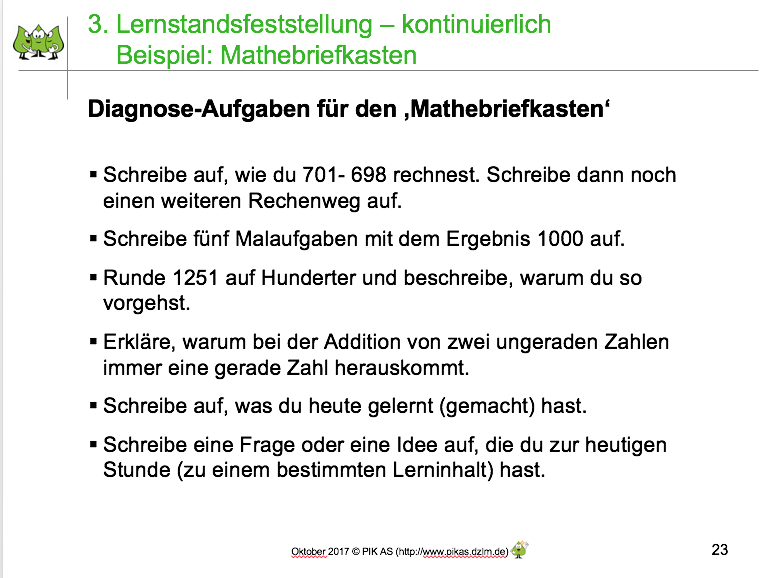 3. Lernstandsfeststellung – kontinuierlich
Beispiel: Mathebriefkasten
Diagnose-Aufgaben für den ‚Mathebriefkasten‘
▪ Schreibe auf, wie du 701- 698 rechnest. Schreibe dann noch
einen weiteren Rechenweg auf.
▪ Schreibe fünf Malaufgaben mit dem Ergebnis 1000 auf.
▪ Runde 1251 auf Hunderter und beschreibe, warum du so
vorgehst.
▪ Erkläre, warum bei der Addition von zwei ungeraden Zahlen
immer eine gerade Zahl herauskommt.
▪ Schreibe auf, was du heute gelernt (gemacht) hast.
▪ Schreibe eine Frage oder eine Idee auf, die du zur heutigen
Stunde (zu einem bestimmten Lerninhalt) hast.
Oktober 2017 © PIK AS (http://www.pikas.dzlm.de)
23